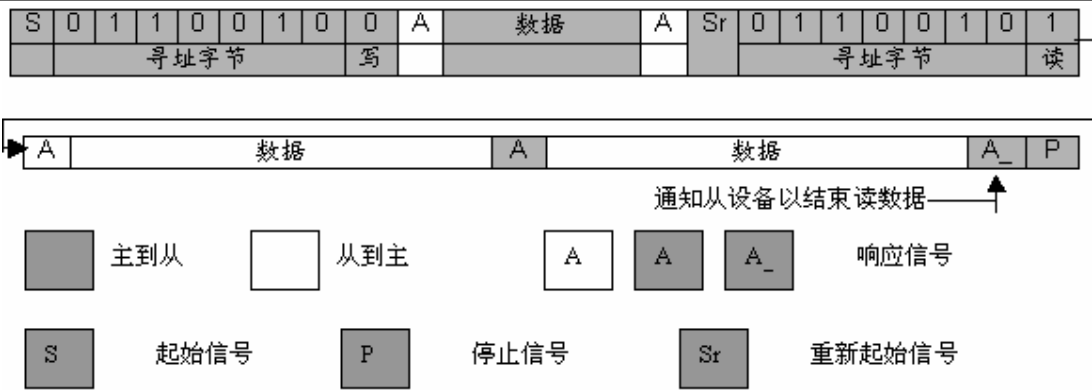 S 0 1 1 0 0 1 0 0 A 数据 A Sr 0 1 1 0 0 1 0 1
寻址字节 写 寻址字节 读
A 数据 A 数据 A_ P
通知从设备以结束读数据
主到从 从到主 A A A_ 响应信号
S 起始信号 P 停止信号 Sr 重新起始信号